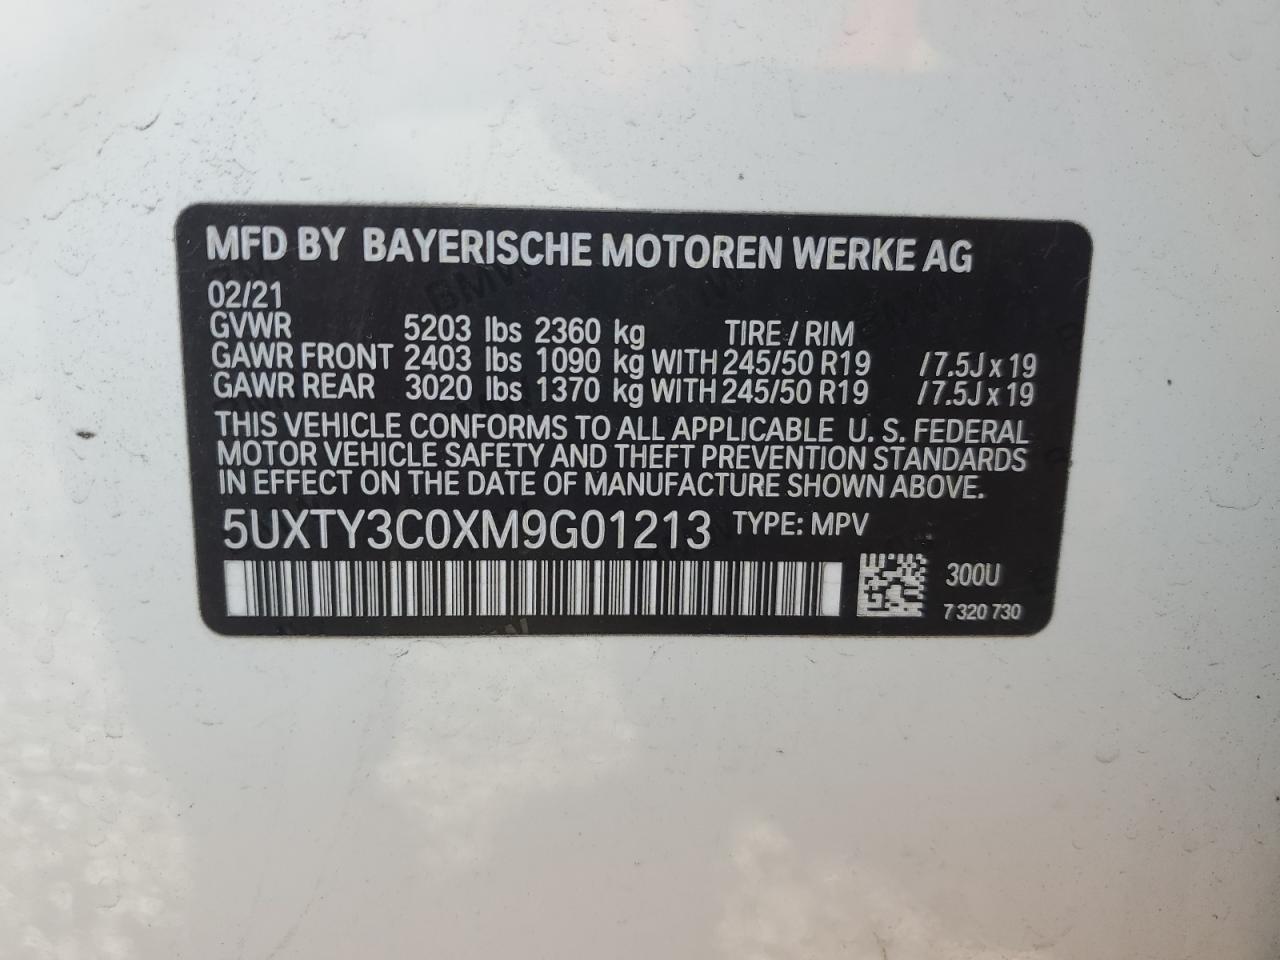 MFD BY BAYERISCHE MOTOREN WERKE AG
02/21
GVWR 5203 lbs 2360 kg TIRE / RIM
GAWR FRONT 2403 lbs 1090 kg WITH 245/50 R19 /7.5J x 19
GAWR REAR 3020 lbs 1370 kg WITH 245/50 R19 /7.5J x 19
THIS VEHICLE CONFORMS TO ALL APPLICABLE U. S. FEDERAL
MOTOR VEHICLE SAFETY AND THEFT PREVENTION STANDARDS
IN EFFECT ON THE DATE OF MANUFACTURE SHOWN ABOVE.
5UXTY3C0XM9G01213 TYPE: MPV
300U
7 320 730